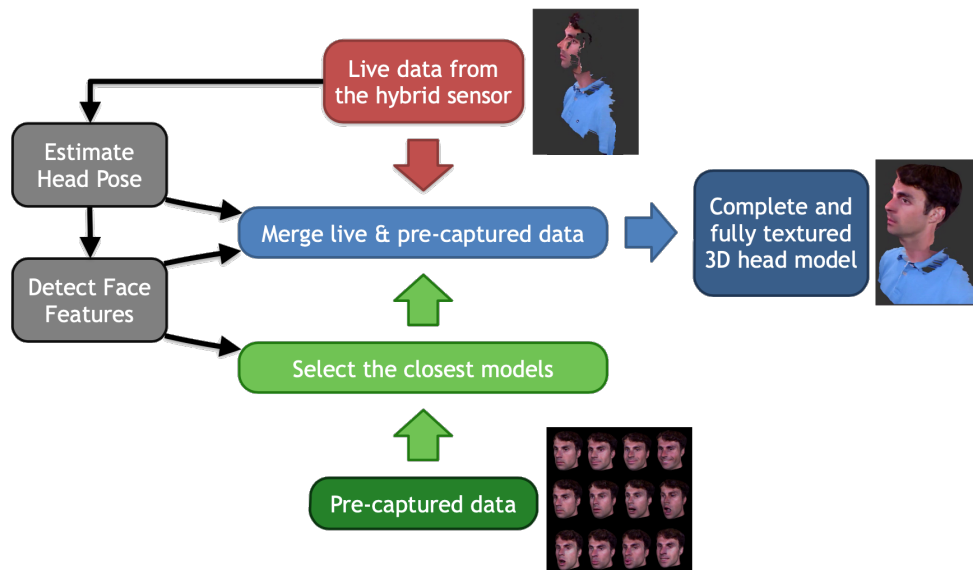 Live data from
the hybrid sensor
Estimate
Head Pose
Merge live & pre-captured data
Complete and
fully textured
3D head model
Detect Face
Features
Select the closest models
Pre-captured data